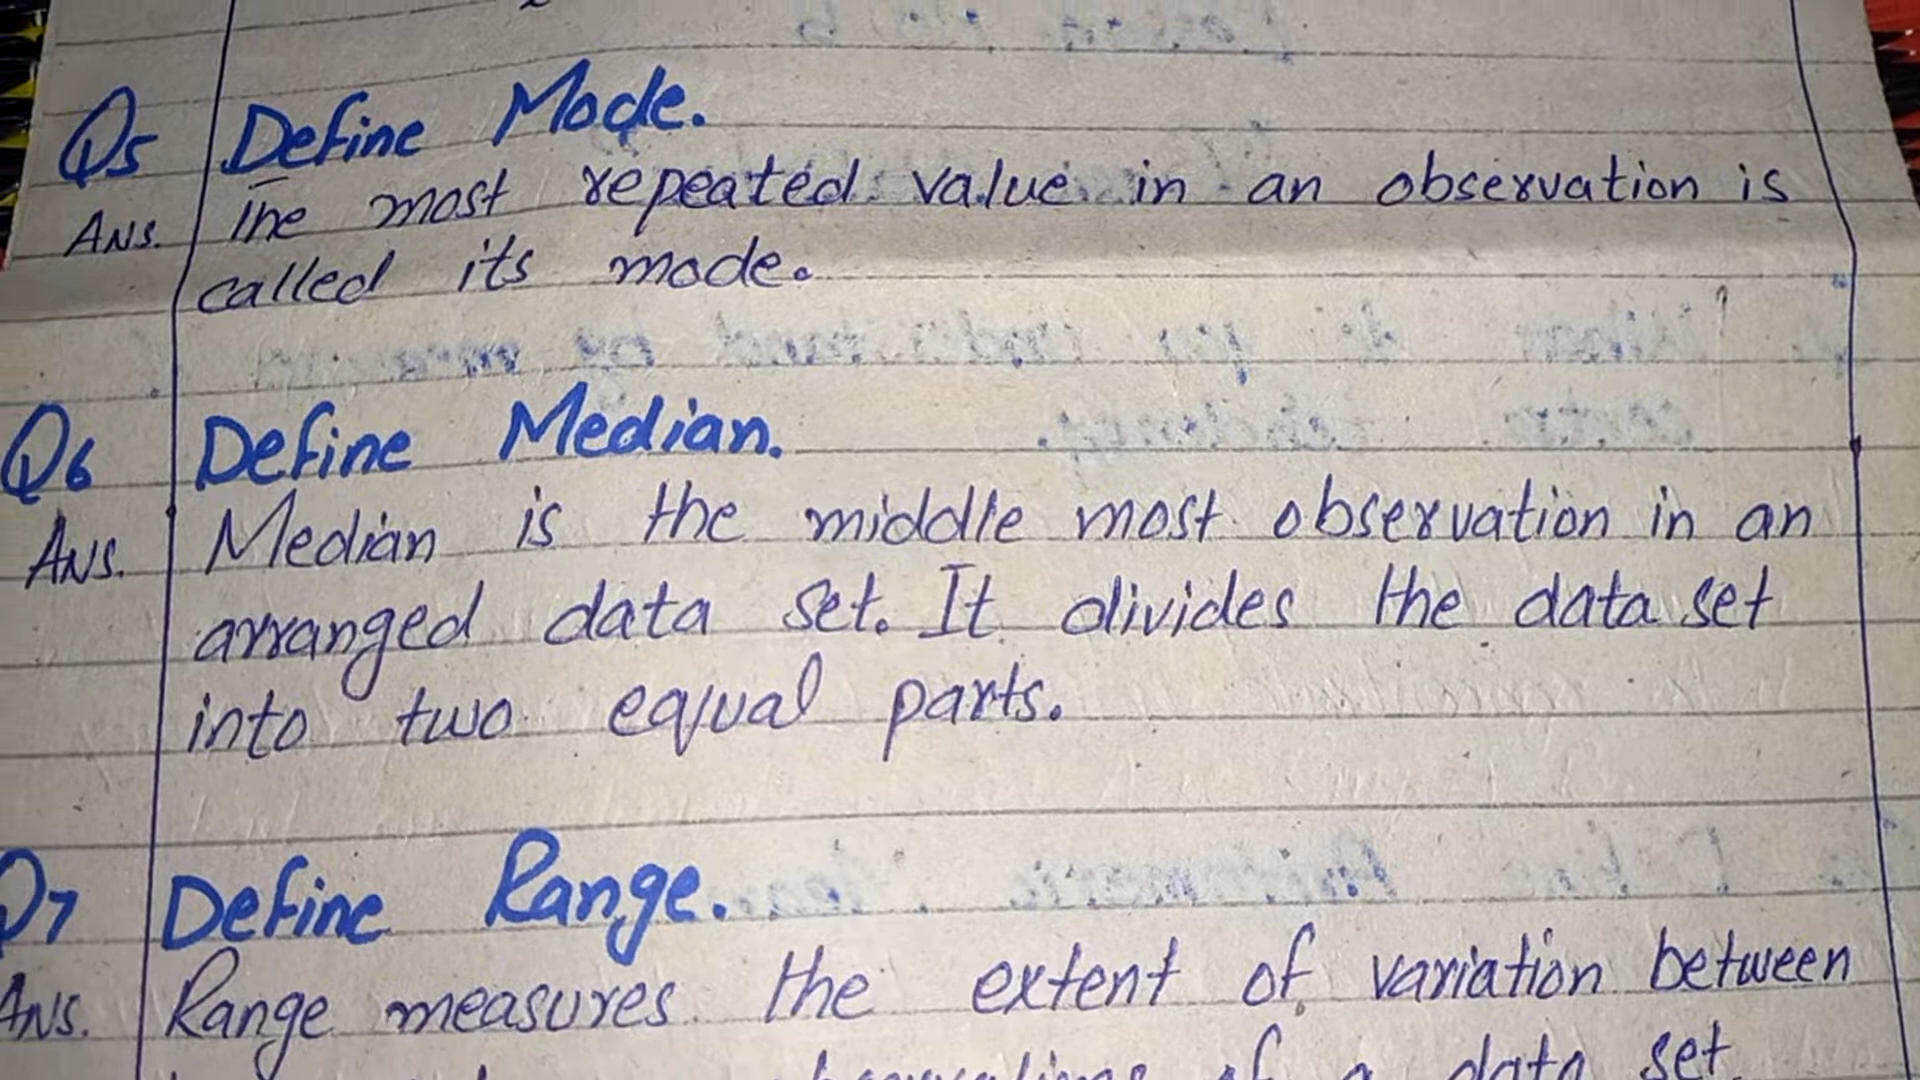 Q5 Define Mode.
Ans. The most repeated value in an observation is
called its mode.
Q6 Define Median.
Ans. Median is the middle most observation in an
arranged data set. It divides the data set
into two equal parts.
Q7 Define Range.
Ans. Range measures the extent of variation between
of a data set.